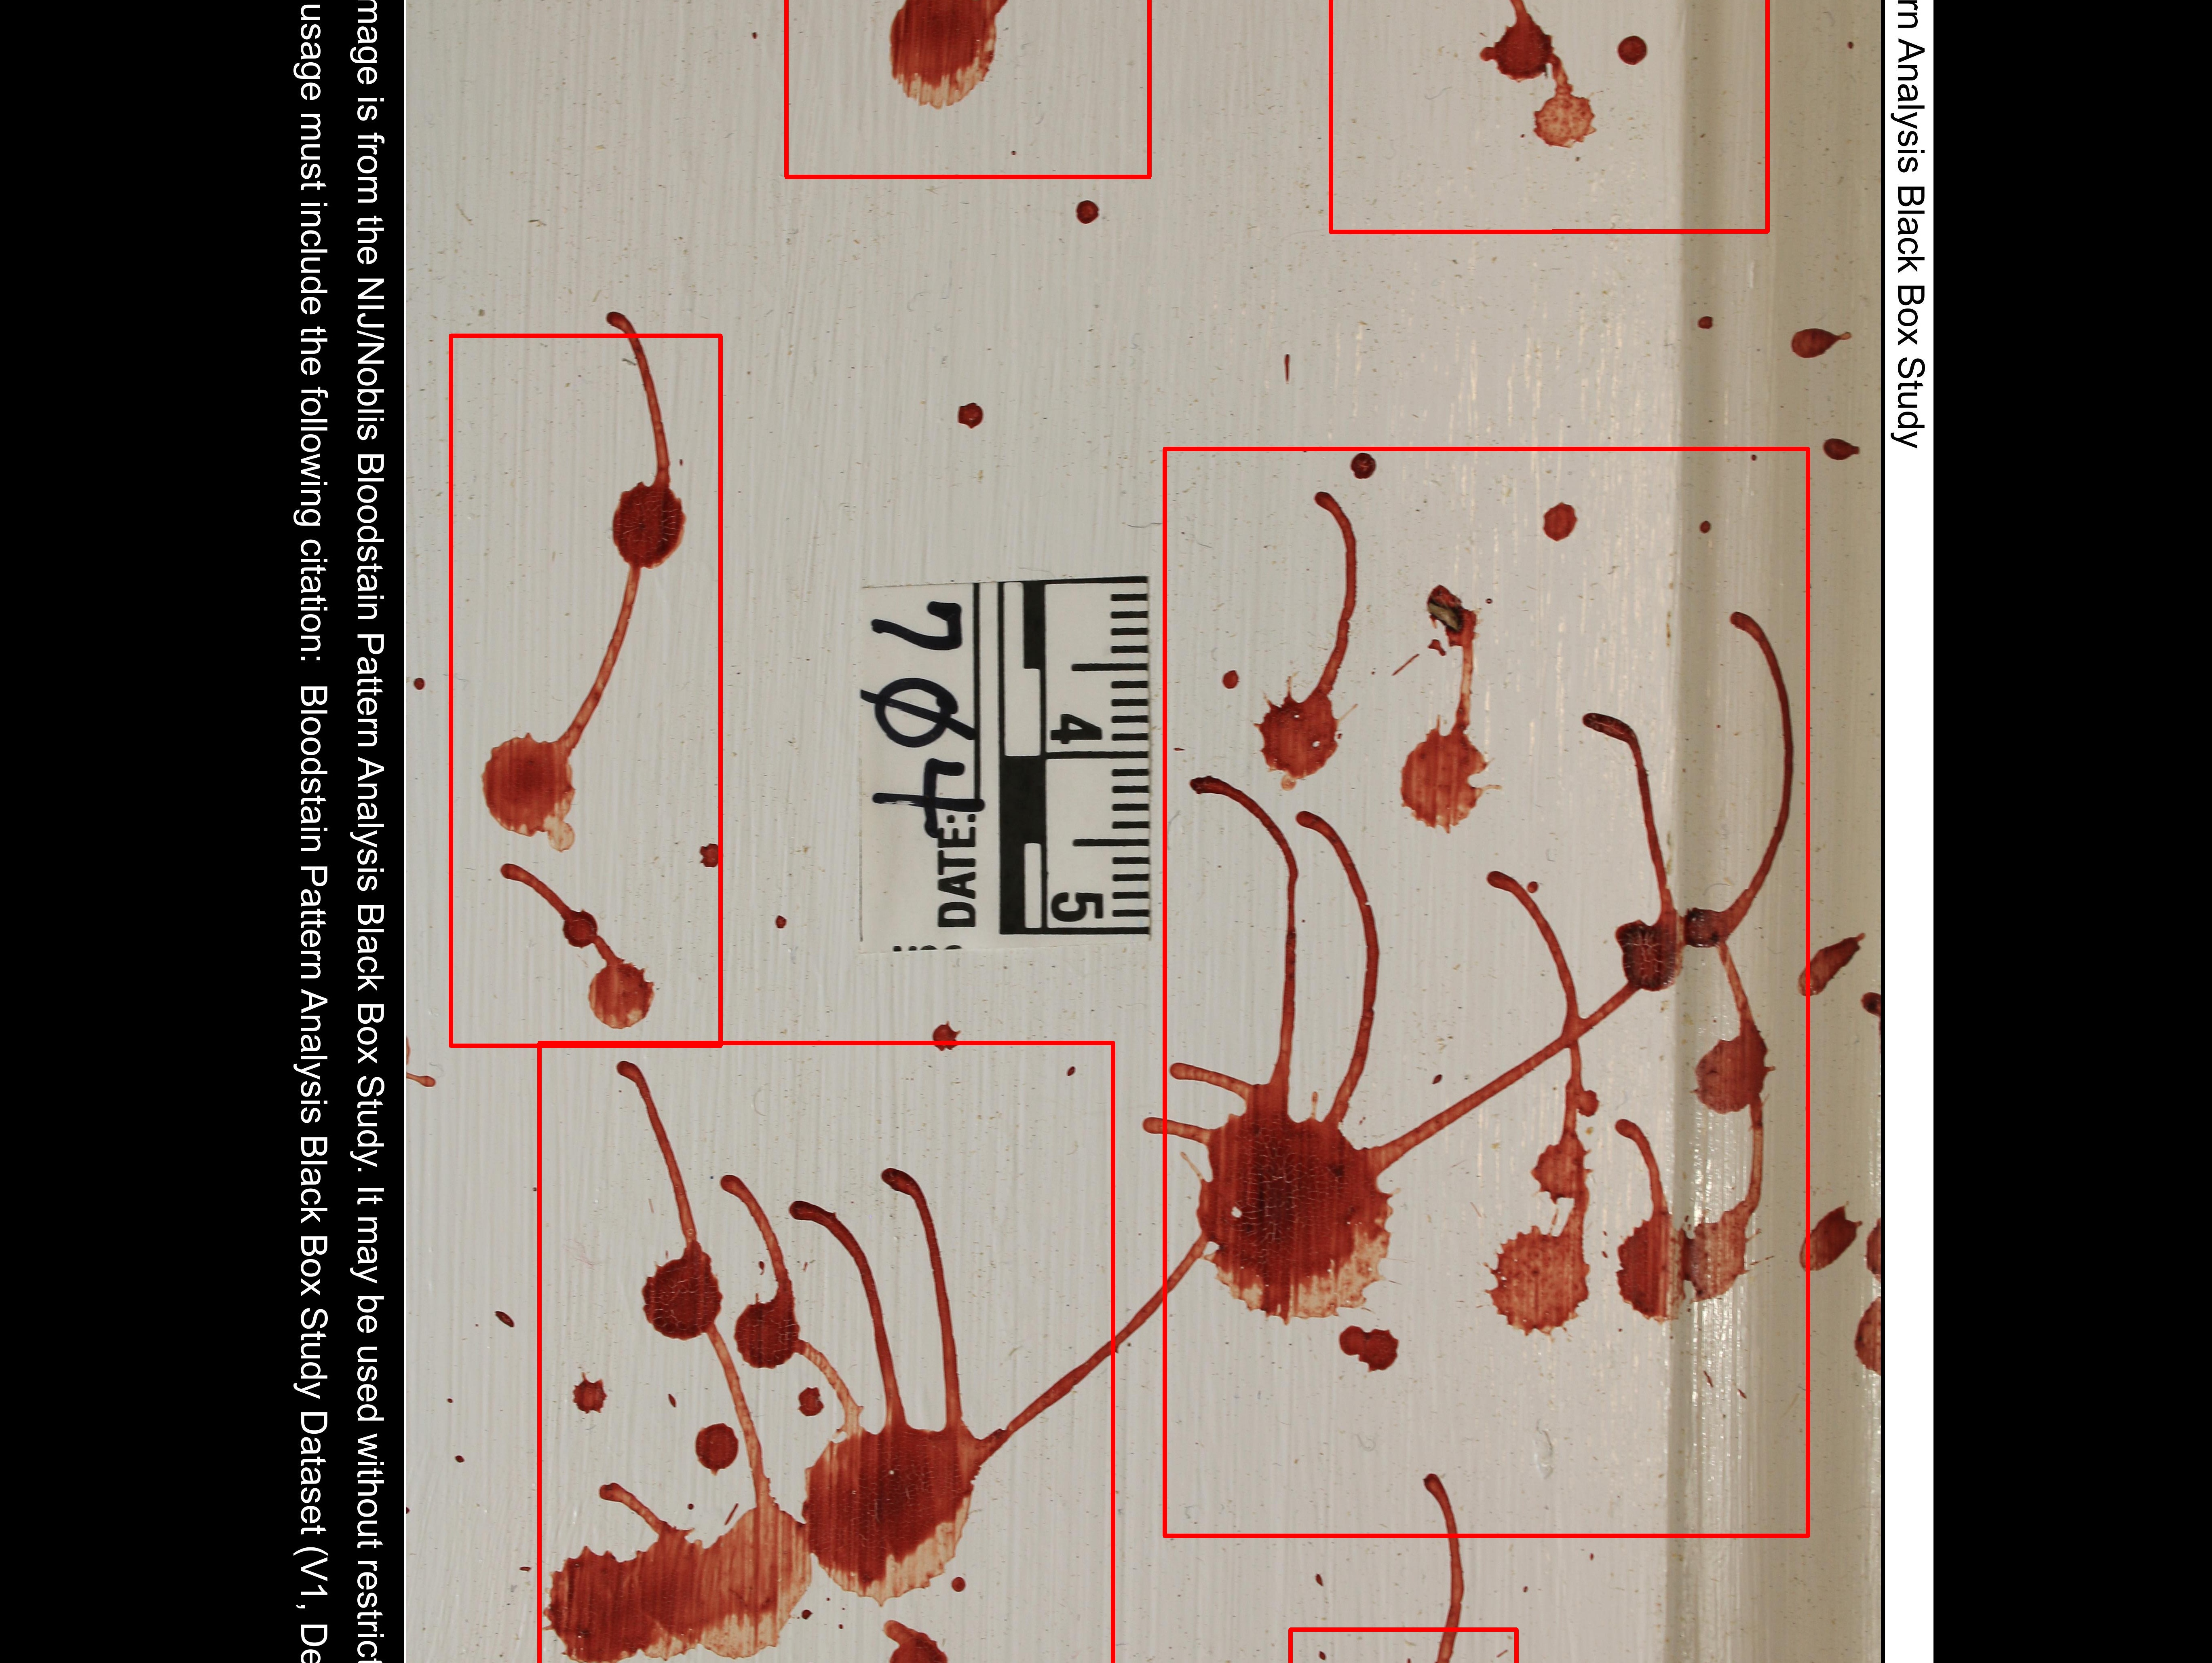 rn Analysis Black Box Study
4
5
7Ø4
DATE:
mage is from the NIJ/Noblis Bloodstain Pattern Analysis Black Box Study. It may be used without restrict
usage must include the following citation: Bloodstain Pattern Analysis Black Box Study Dataset (V1, De